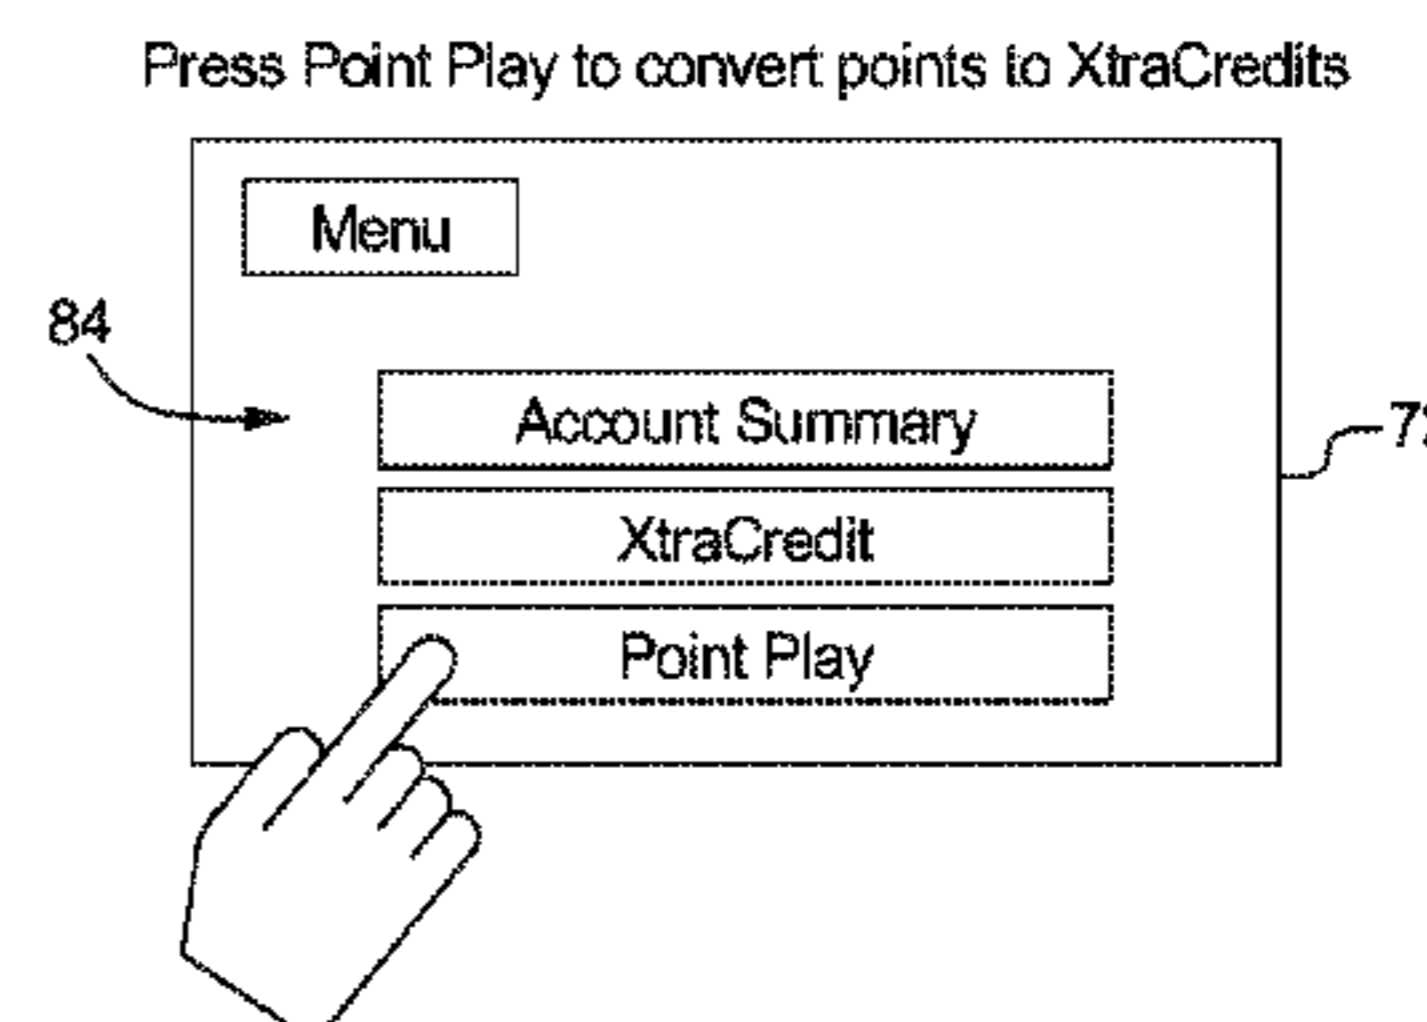 Press Point Play to convert points to XtraCredits
Menu
84
Account Summary
XtraCredit
Point Play